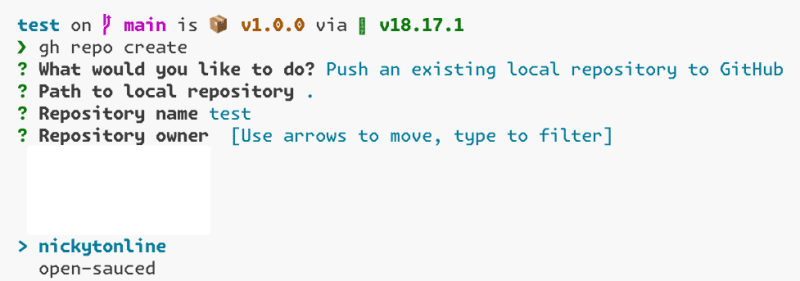 test on main is 📦 v1.0.0 via v18.17.1
❯ gh repo create
? What would you like to do? Push an existing local repository to GitHub
? Path to local repository .
? Repository name test
? Repository owner [Use arrows to move, type to filter]
> nickytonline
open-sauced